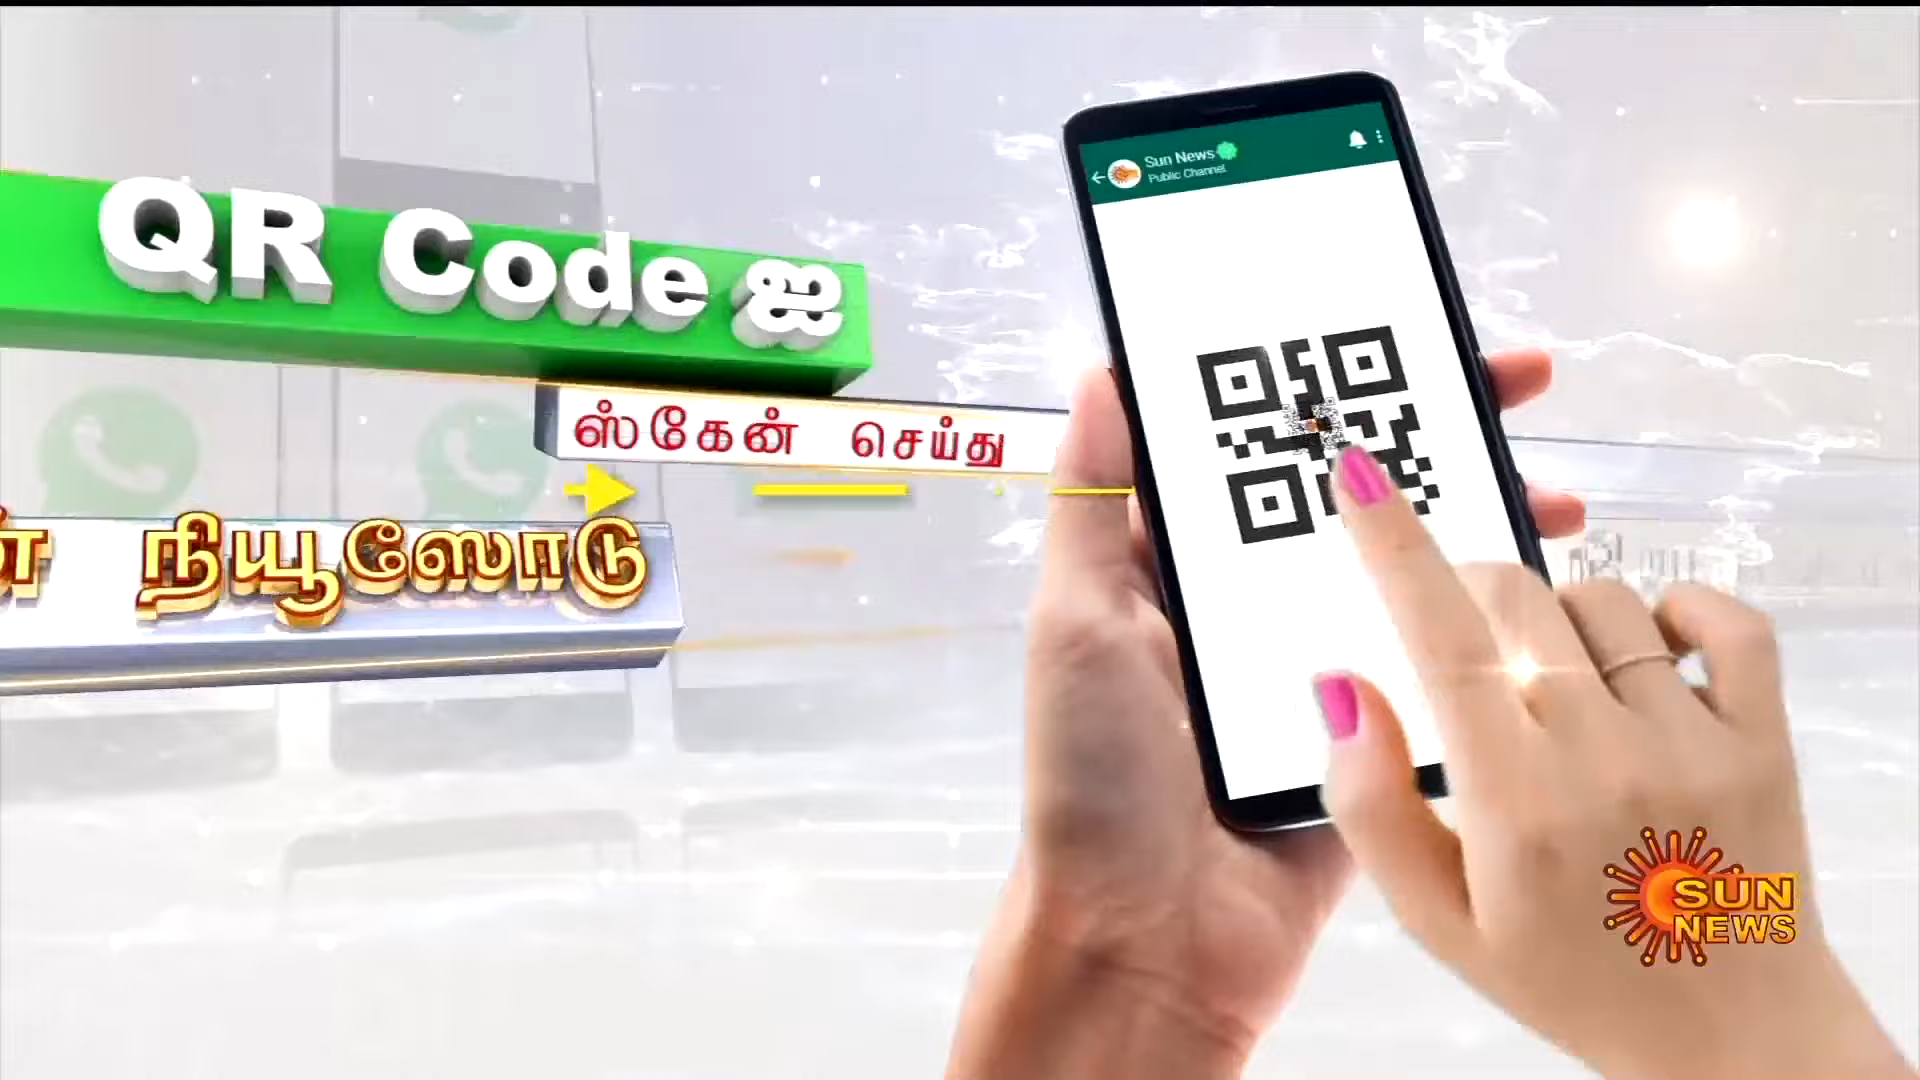 QR Code ஐ
ஸ்கேன் செய்து
நியூஸோடு
Sun News
Public Channel
SUN
NEWS